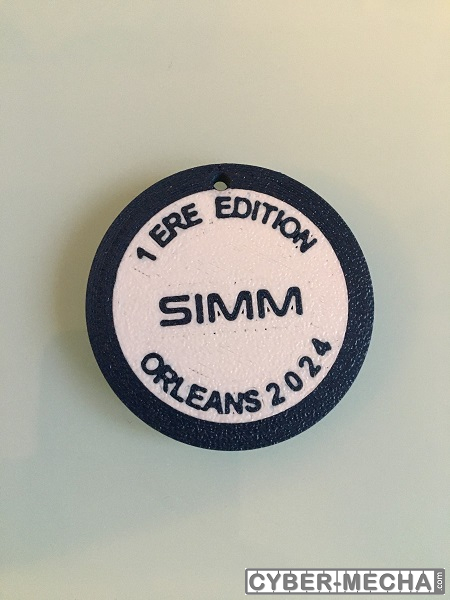 1 ERE EDITION
SIMM
ORLEANS 2024
CYBER-MECHA.com